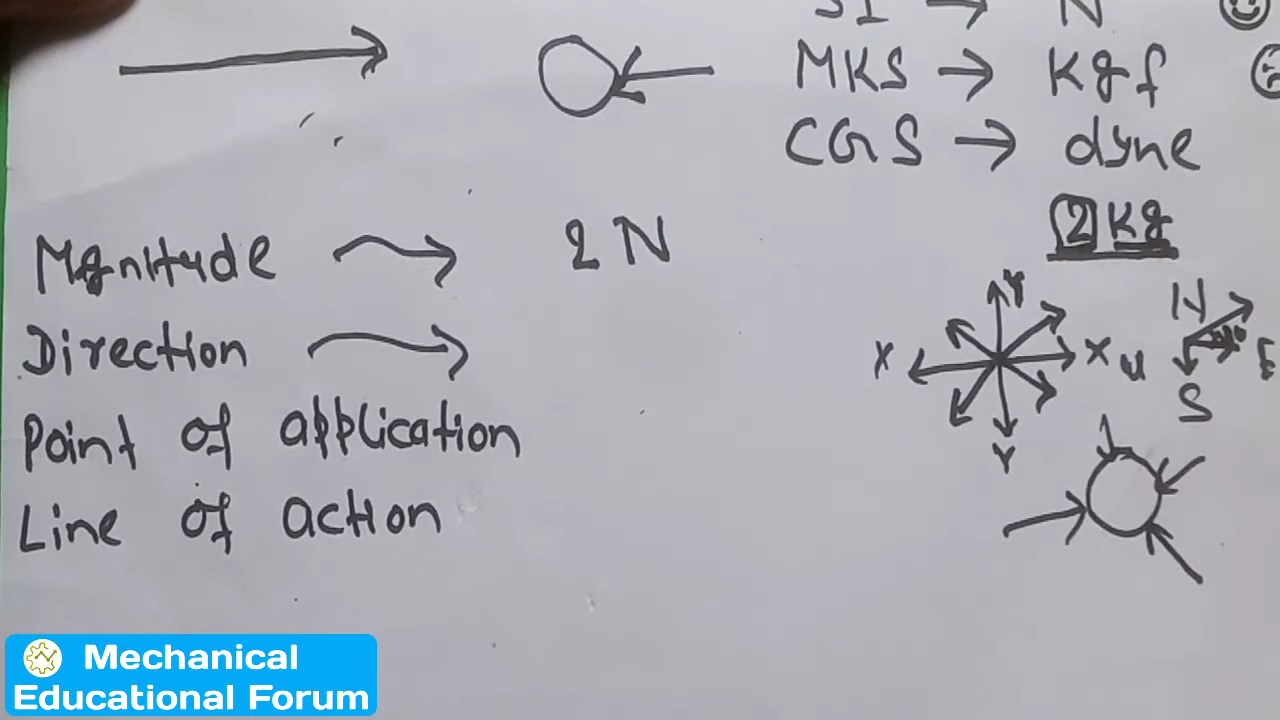 SI → N
MKS → Kgf
CGS → dyne
2 Kg
Mgnitude → 2 N
Direction →
Point of application
Line of action
Y
X X
Y
N
E
S
Mechanical
Educational Forum